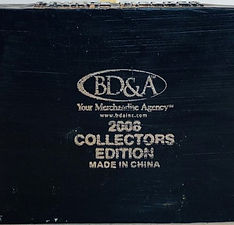 BD&A
Your Merchandise Agency™
www.bdainc.com
2006
COLLECTORS
EDITION
MADE IN CHINA